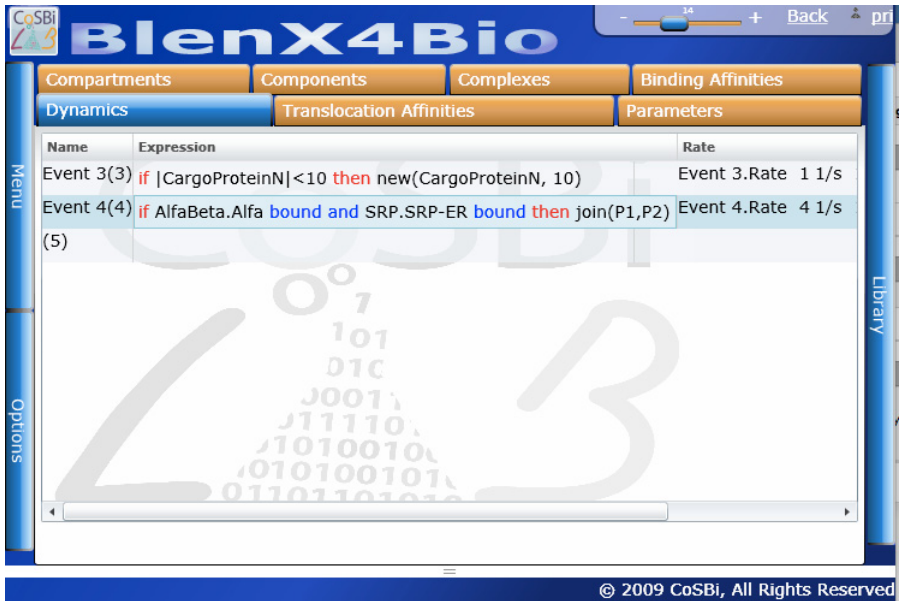 CoSBi
BlenX4Bio
- 14 + Back pri
Compartments Components Complexes Binding Affinities
Dynamics Translocation Affinities Parameters
Name Expression Rate
Event 3(3) if |CargoProteinN|<10 then new(CargoProteinN, 10) Event 3.Rate 1 1/s
Event 4(4) if AlfaBeta.Alfa bound and SRP.SRP-ER bound then join(P1,P2) Event 4.Rate 4 1/s
(5)
Menu
Options
Library
CoSBi
101
© 2009 CoSBi, All Rights Reserved